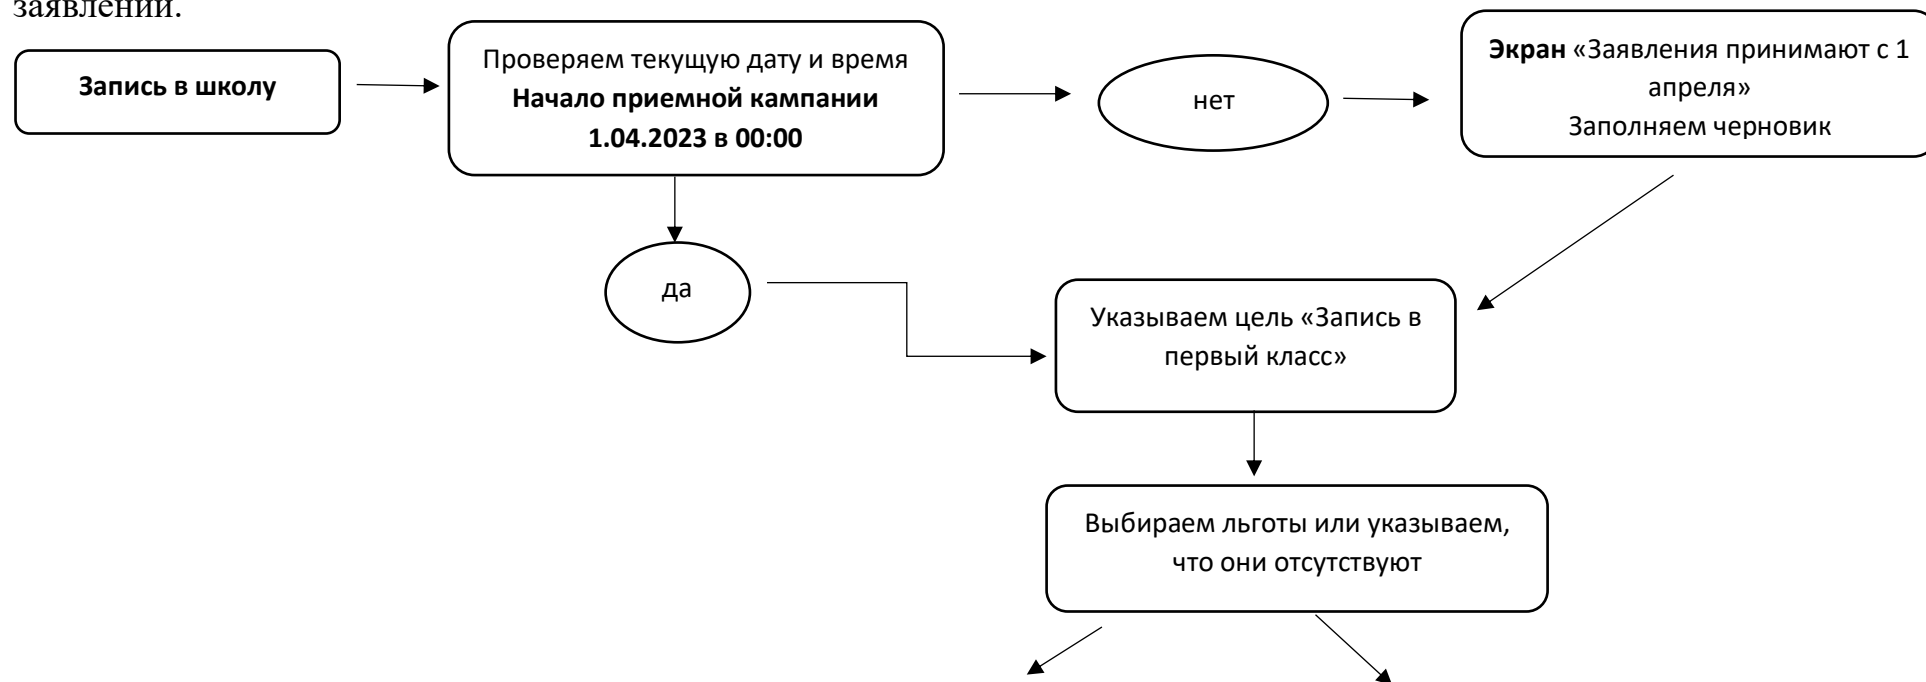 заявлений.
Запись в школу
Проверяем текущую дату и время
Начало приемной кампании
1.04.2023 в 00:00
нет
Экран «Заявления принимают с 1
апреля»
Заполняем черновик
да
Указываем цель «Запись в
первый класс»
Выбираем льготы или указываем,
что они отсутствуют